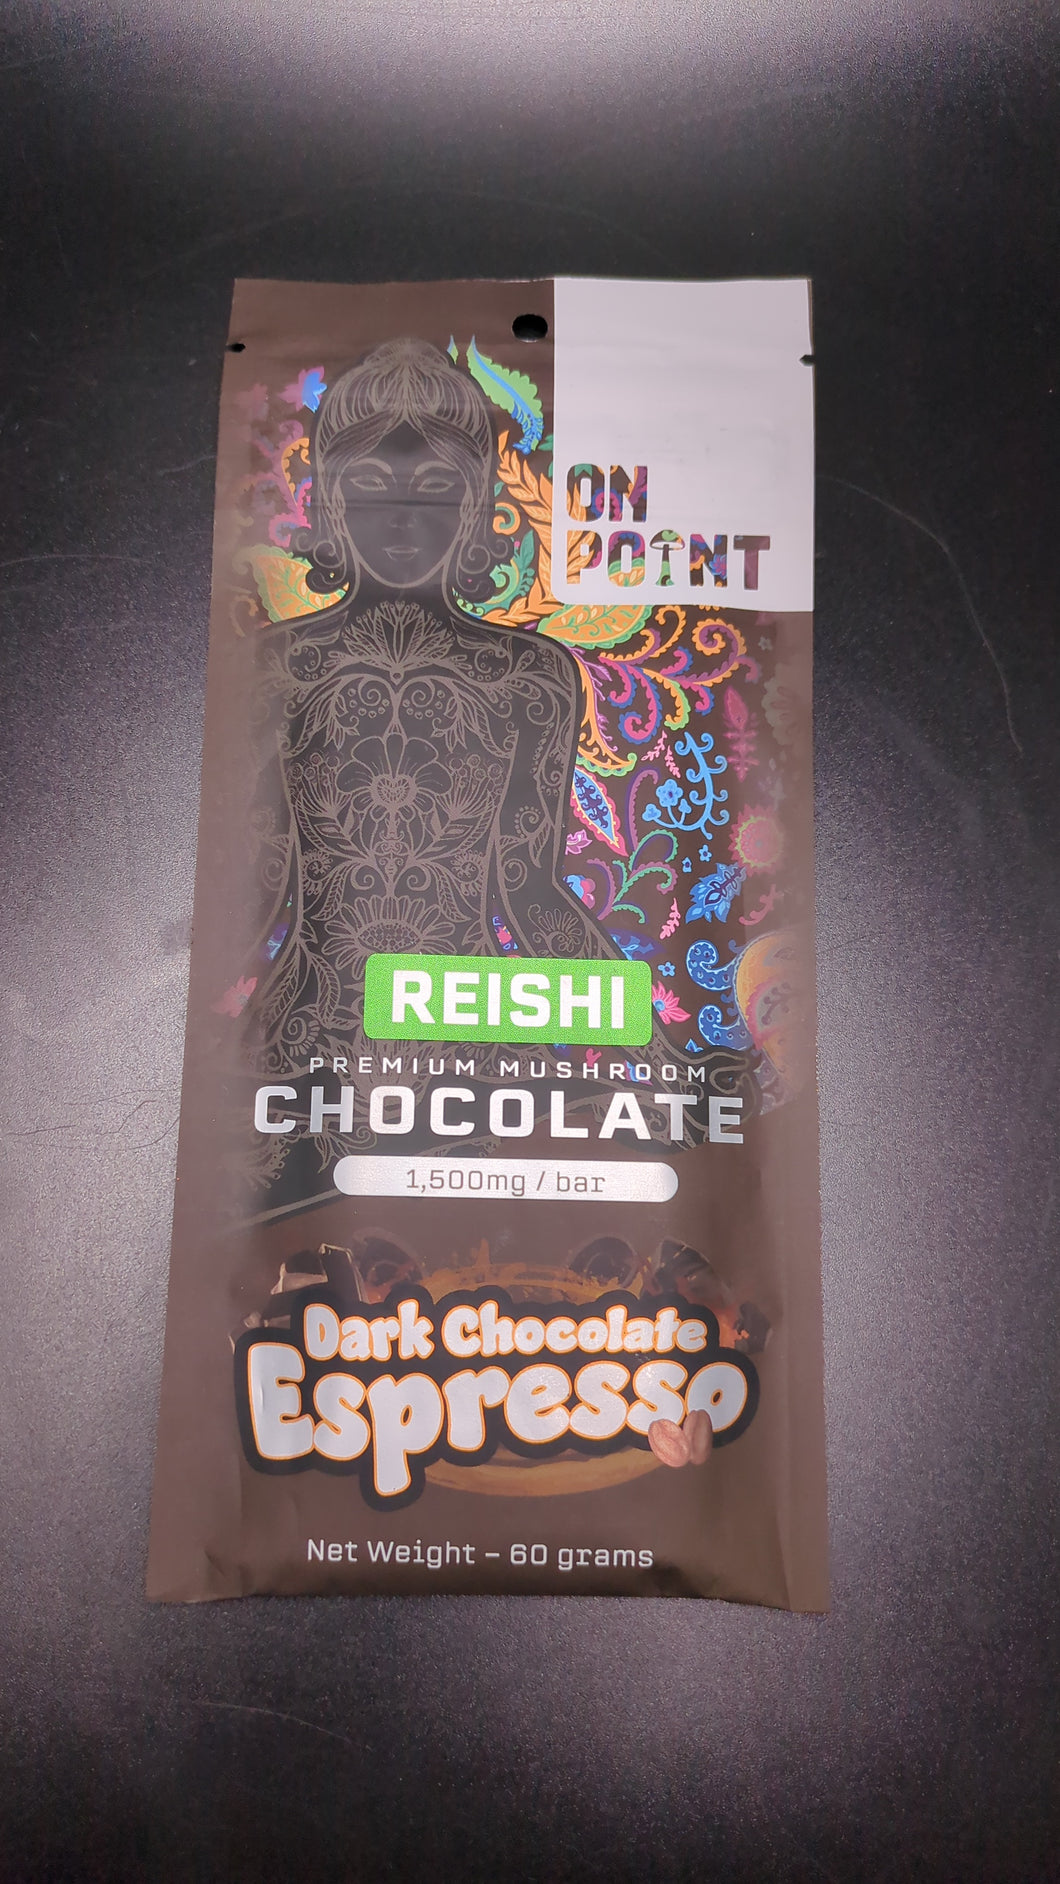 ON
POINT
REISHI
PREMIUM MUSHROOM
CHOCOLATE
1,500mg / bar
Dark Chocolate
Espresso
Net Weight – 60 grams